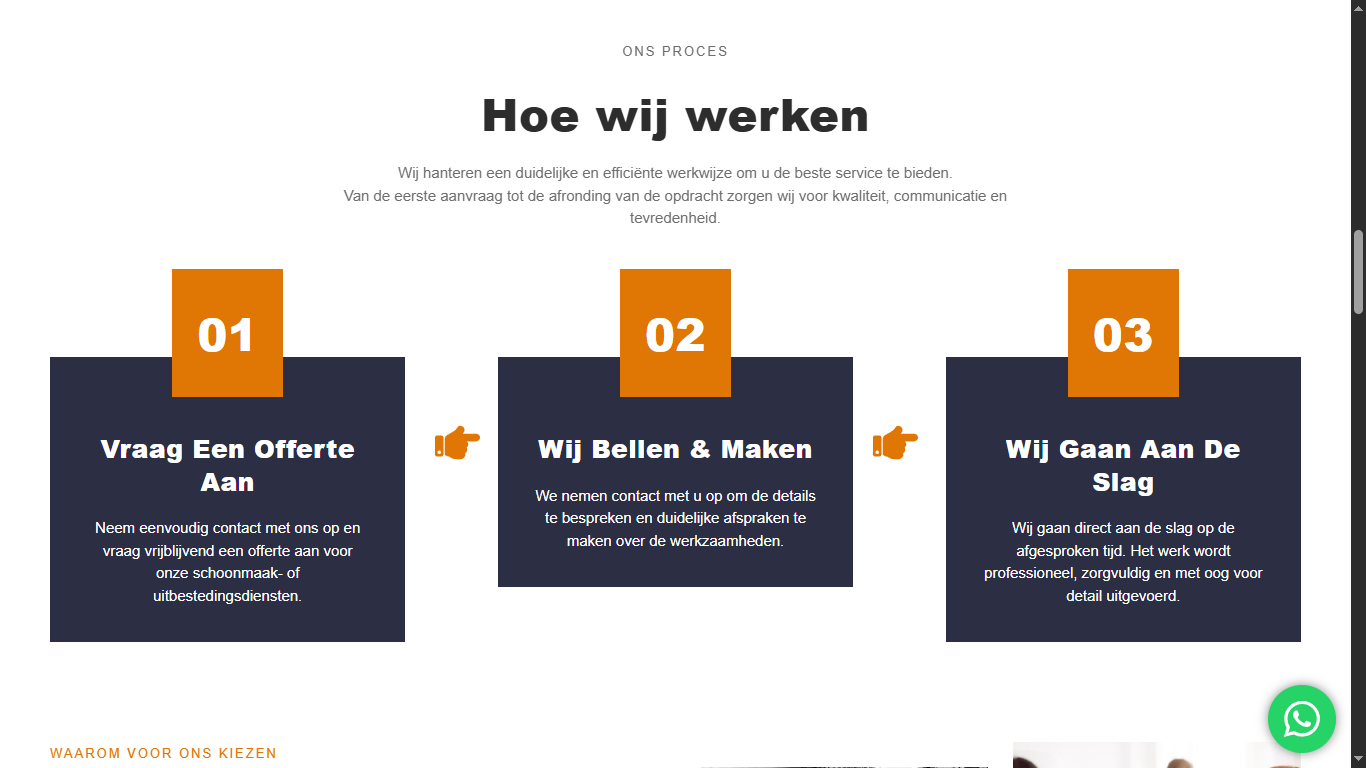 ONS PROCES
Hoe wij werken
Wij hanteren een duidelijke en efficiënte werkwijze om u de beste service te bieden.
Van de eerste aanvraag tot de afronding van de opdracht zorgen wij voor kwaliteit, communicatie en
tevredenheid.
01
Vraag Een Offerte
Aan
Neem eenvoudig contact met ons op en
vraag vrijblijvend een offerte aan voor
onze schoonmaak- of
uitbestedingsdiensten.
02
Wij Bellen & Maken
We nemen contact met u op om de details
te bespreken en duidelijke afspraken te
maken over de werkzaamheden.
03
Wij Gaan Aan De
Slag
Wij gaan direct aan de slag op de
afgesproken tijd. Het werk wordt
professioneel, zorgvuldig en met oog voor
detail uitgevoerd.
WAAROM VOOR ONS KIEZEN